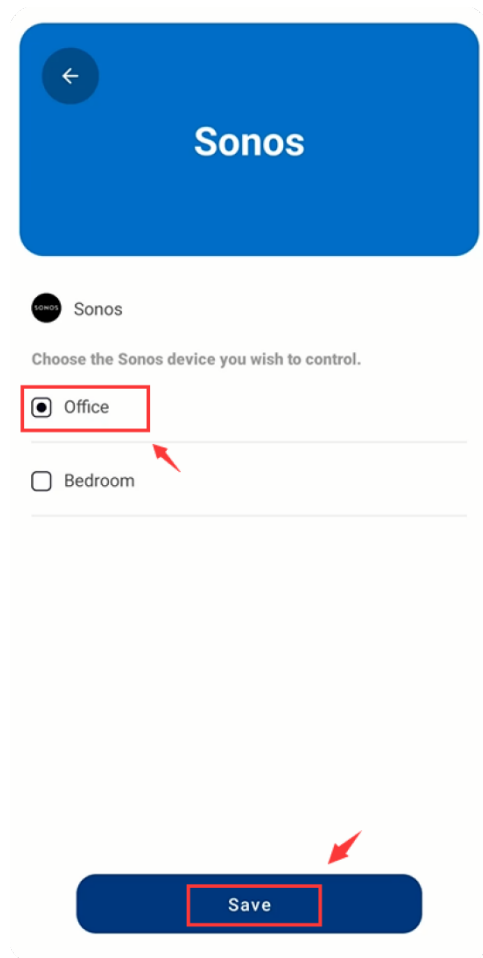 Sonos
SONOS
Sonos
Choose the Sonos device you wish to control.
Office
Bedroom
Save